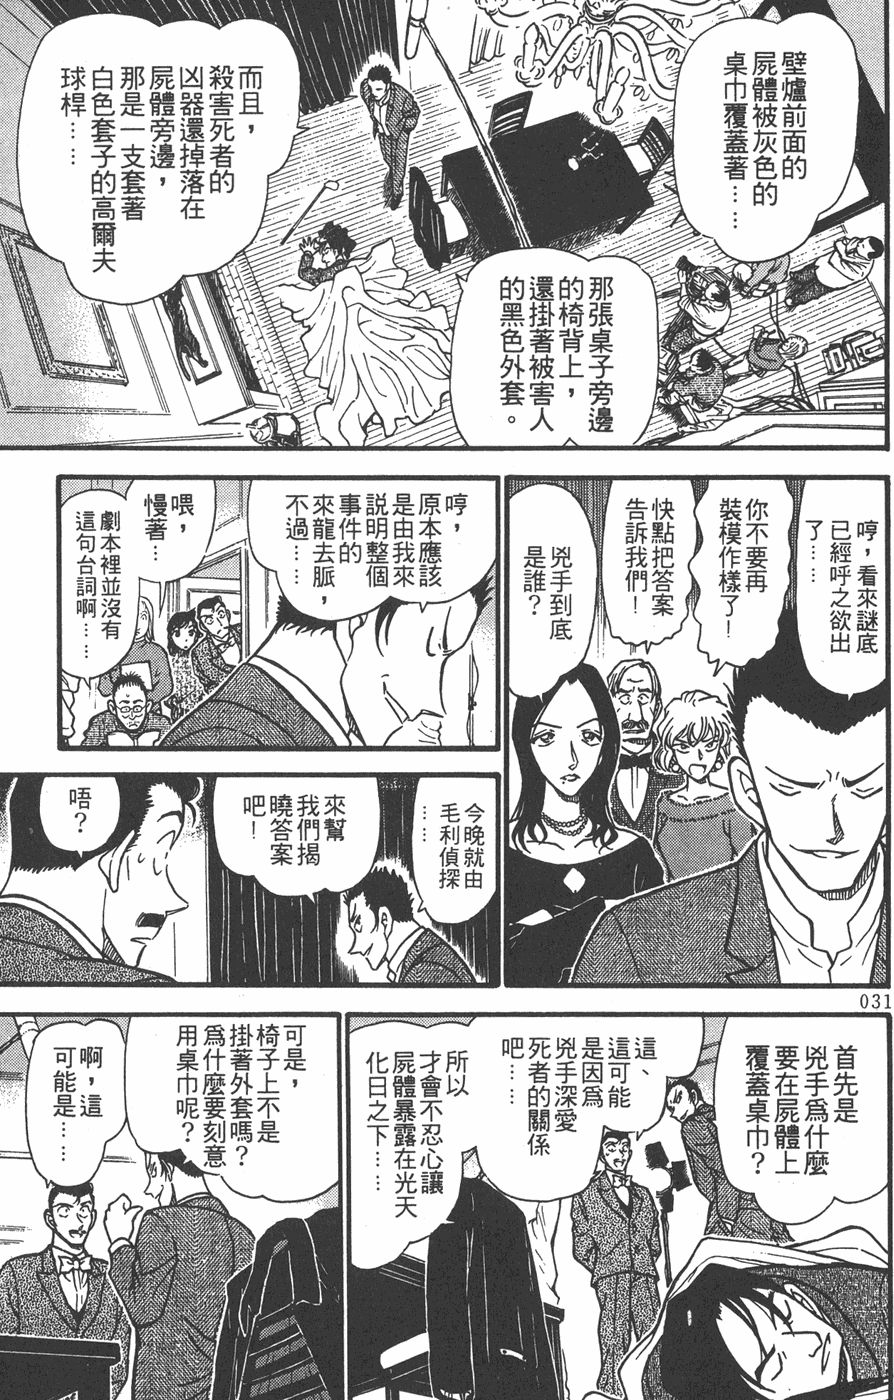 壁爐前面的
屍體被灰色的
桌巾覆蓋著……
那張桌子旁邊
的椅背上，
還掛著被害人
的黑色外套。
而且，
殺害死者的
凶器還掉落在
屍體旁邊，
那是一支套著
白色套子的高爾夫
球桿……
哼，看來謎底
已經呼之欲出
了……
你不要再
裝模作樣了！
快點把答案
告訴我們！
兇手到底
是誰？
哼，
原本應該
是由我來
説明整個
事件的
來龍去脈，
不過……
喂，
慢著…
劇本裡並沒有
這句台詞啊……
今晚就由
毛利偵探
……
來幫
我們揭
曉答案
吧！
唔？
031
首先是
兇手爲什麼
要在屍體上
覆蓋桌巾？
這、
這可能
是因爲
兇手深愛
死者的關係
吧……
所以
才會不忍心讓
屍體暴露在光天
化日之下……
可是，
椅子上不是
掛著外套嗎？
爲什麼要刻意
用桌巾呢？
啊，這
可能是……